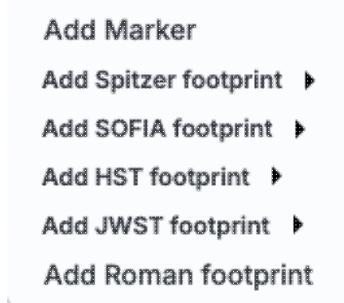 Add Marker
Add Spitzer footprint
Add SOFIA footprint
Add HST footprint
Add JWST footprint
Add Roman footprint